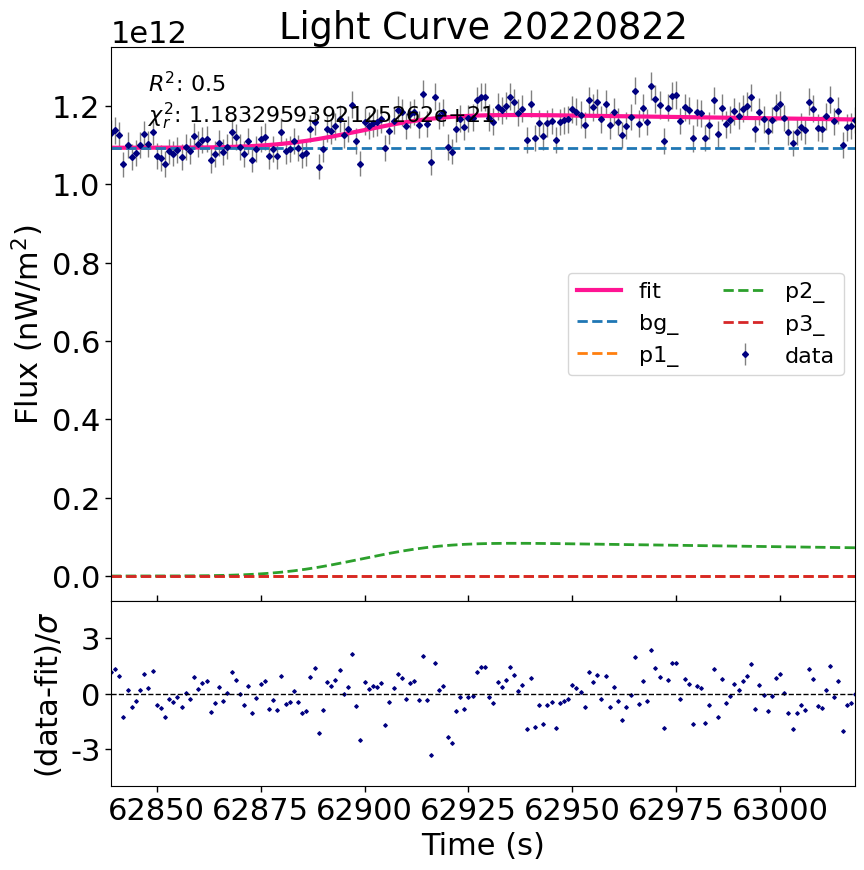 Light Curve 20220822
1e12
R²: 0.5
χ²: 1.1832959392125262e+21
1.2
1.0
0.8
0.6
0.4
0.2
0.0
Flux (nW/m²)
fit
bg_
p1_
p2_
p3_
data
3
0
-3
(data-fit)/σ
62850 62875 62900 62925 62950 62975 63000
Time (s)